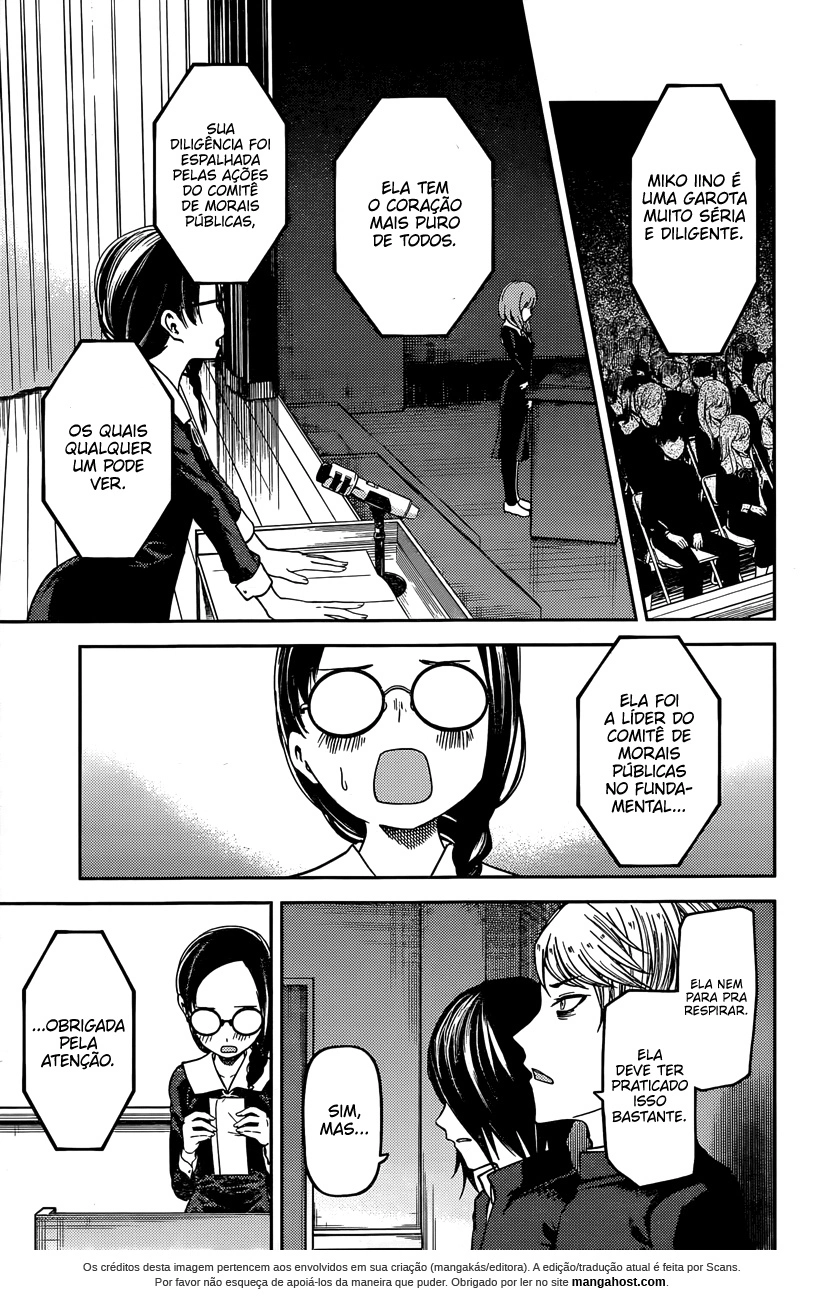 MIKO IINO É
UMA GAROTA
MUITO SÉRIA
E DILIGENTE.
ELA TEM
O CORAÇÃO
MAIS PURO
DE TODOS.
SUA
DILIGÊNCIA FOI
ESPALHADA
PELAS AÇÕES
DO COMITÊ
DE MORAIS
PÚBLICAS,
OS QUAIS
QUALQUER
UM PODE
VER.
ELA FOI
A LÍDER DO
COMITÊ DE
MORAIS
PÚBLICAS
NO FUNDA-
MENTAL...
ELA NEM
PARA PRA
RESPIRAR.
ELA
DEVE TER
PRATICADO
ISSO
BASTANTE.
SIM,
MAS...
...OBRIGADA
PELA
ATENÇÃO.
Os créditos desta imagem pertencem aos envolvidos em sua criação (mangakás/editora). A edição/tradução atual é feita por Scans.
Por favor não esqueça de apoiá-los da maneira que puder. Obrigado por ler no site mangahost.com.